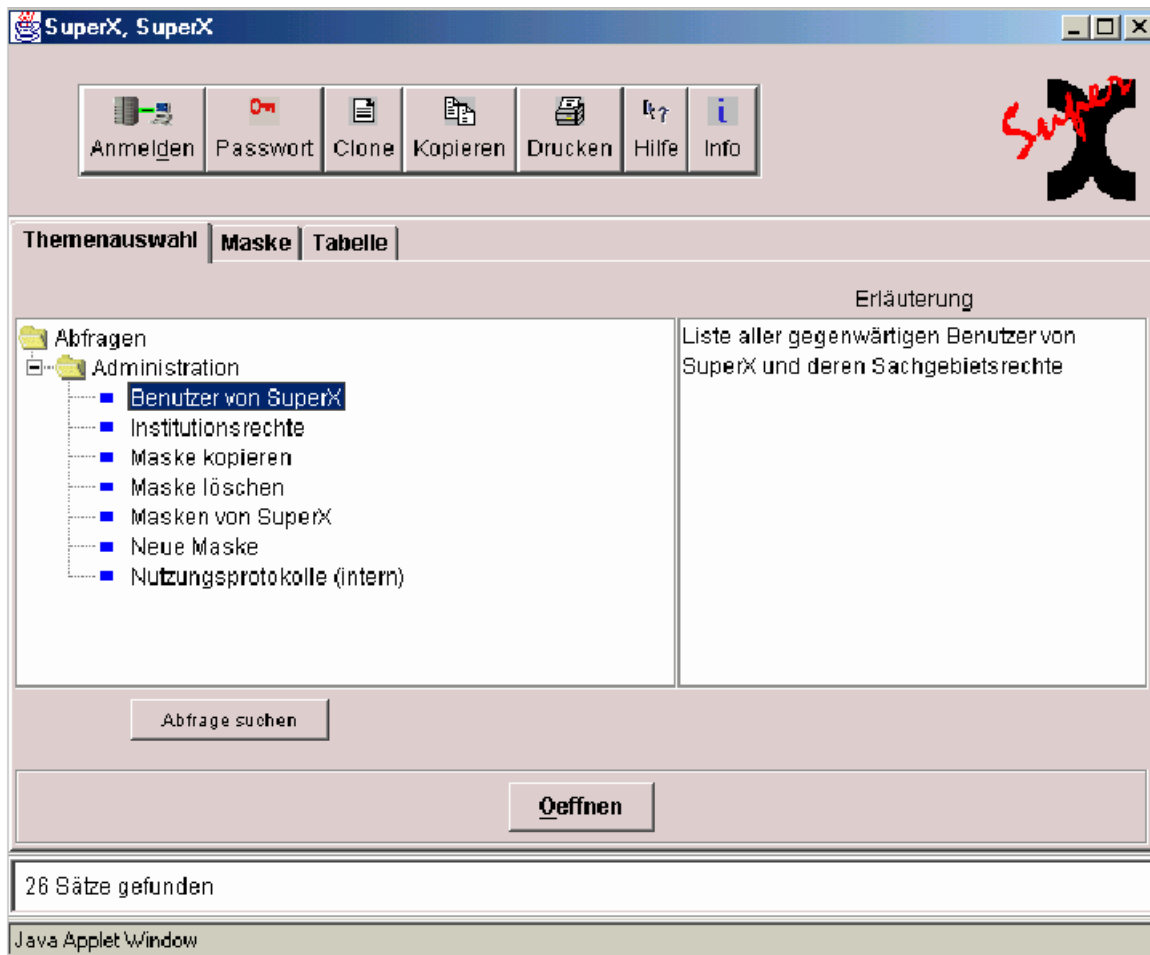 SuperX, SuperX
Anmelden Passwort Clone Kopieren Drucken Hilfe Info
Super X
Themenauswahl Maske Tabelle
Erläuterung
Abfragen
Administration
Benutzer von SuperX
Institutionsrechte
Maske kopieren
Maske löschen
Masken von SuperX
Neue Maske
Nutzungsprotokolle (intern)
Liste aller gegenwärtigen Benutzer von
SuperX und deren Sachgebietsrechte
Abfrage suchen
Oeffnen
26 Sätze gefunden
Java Applet Window